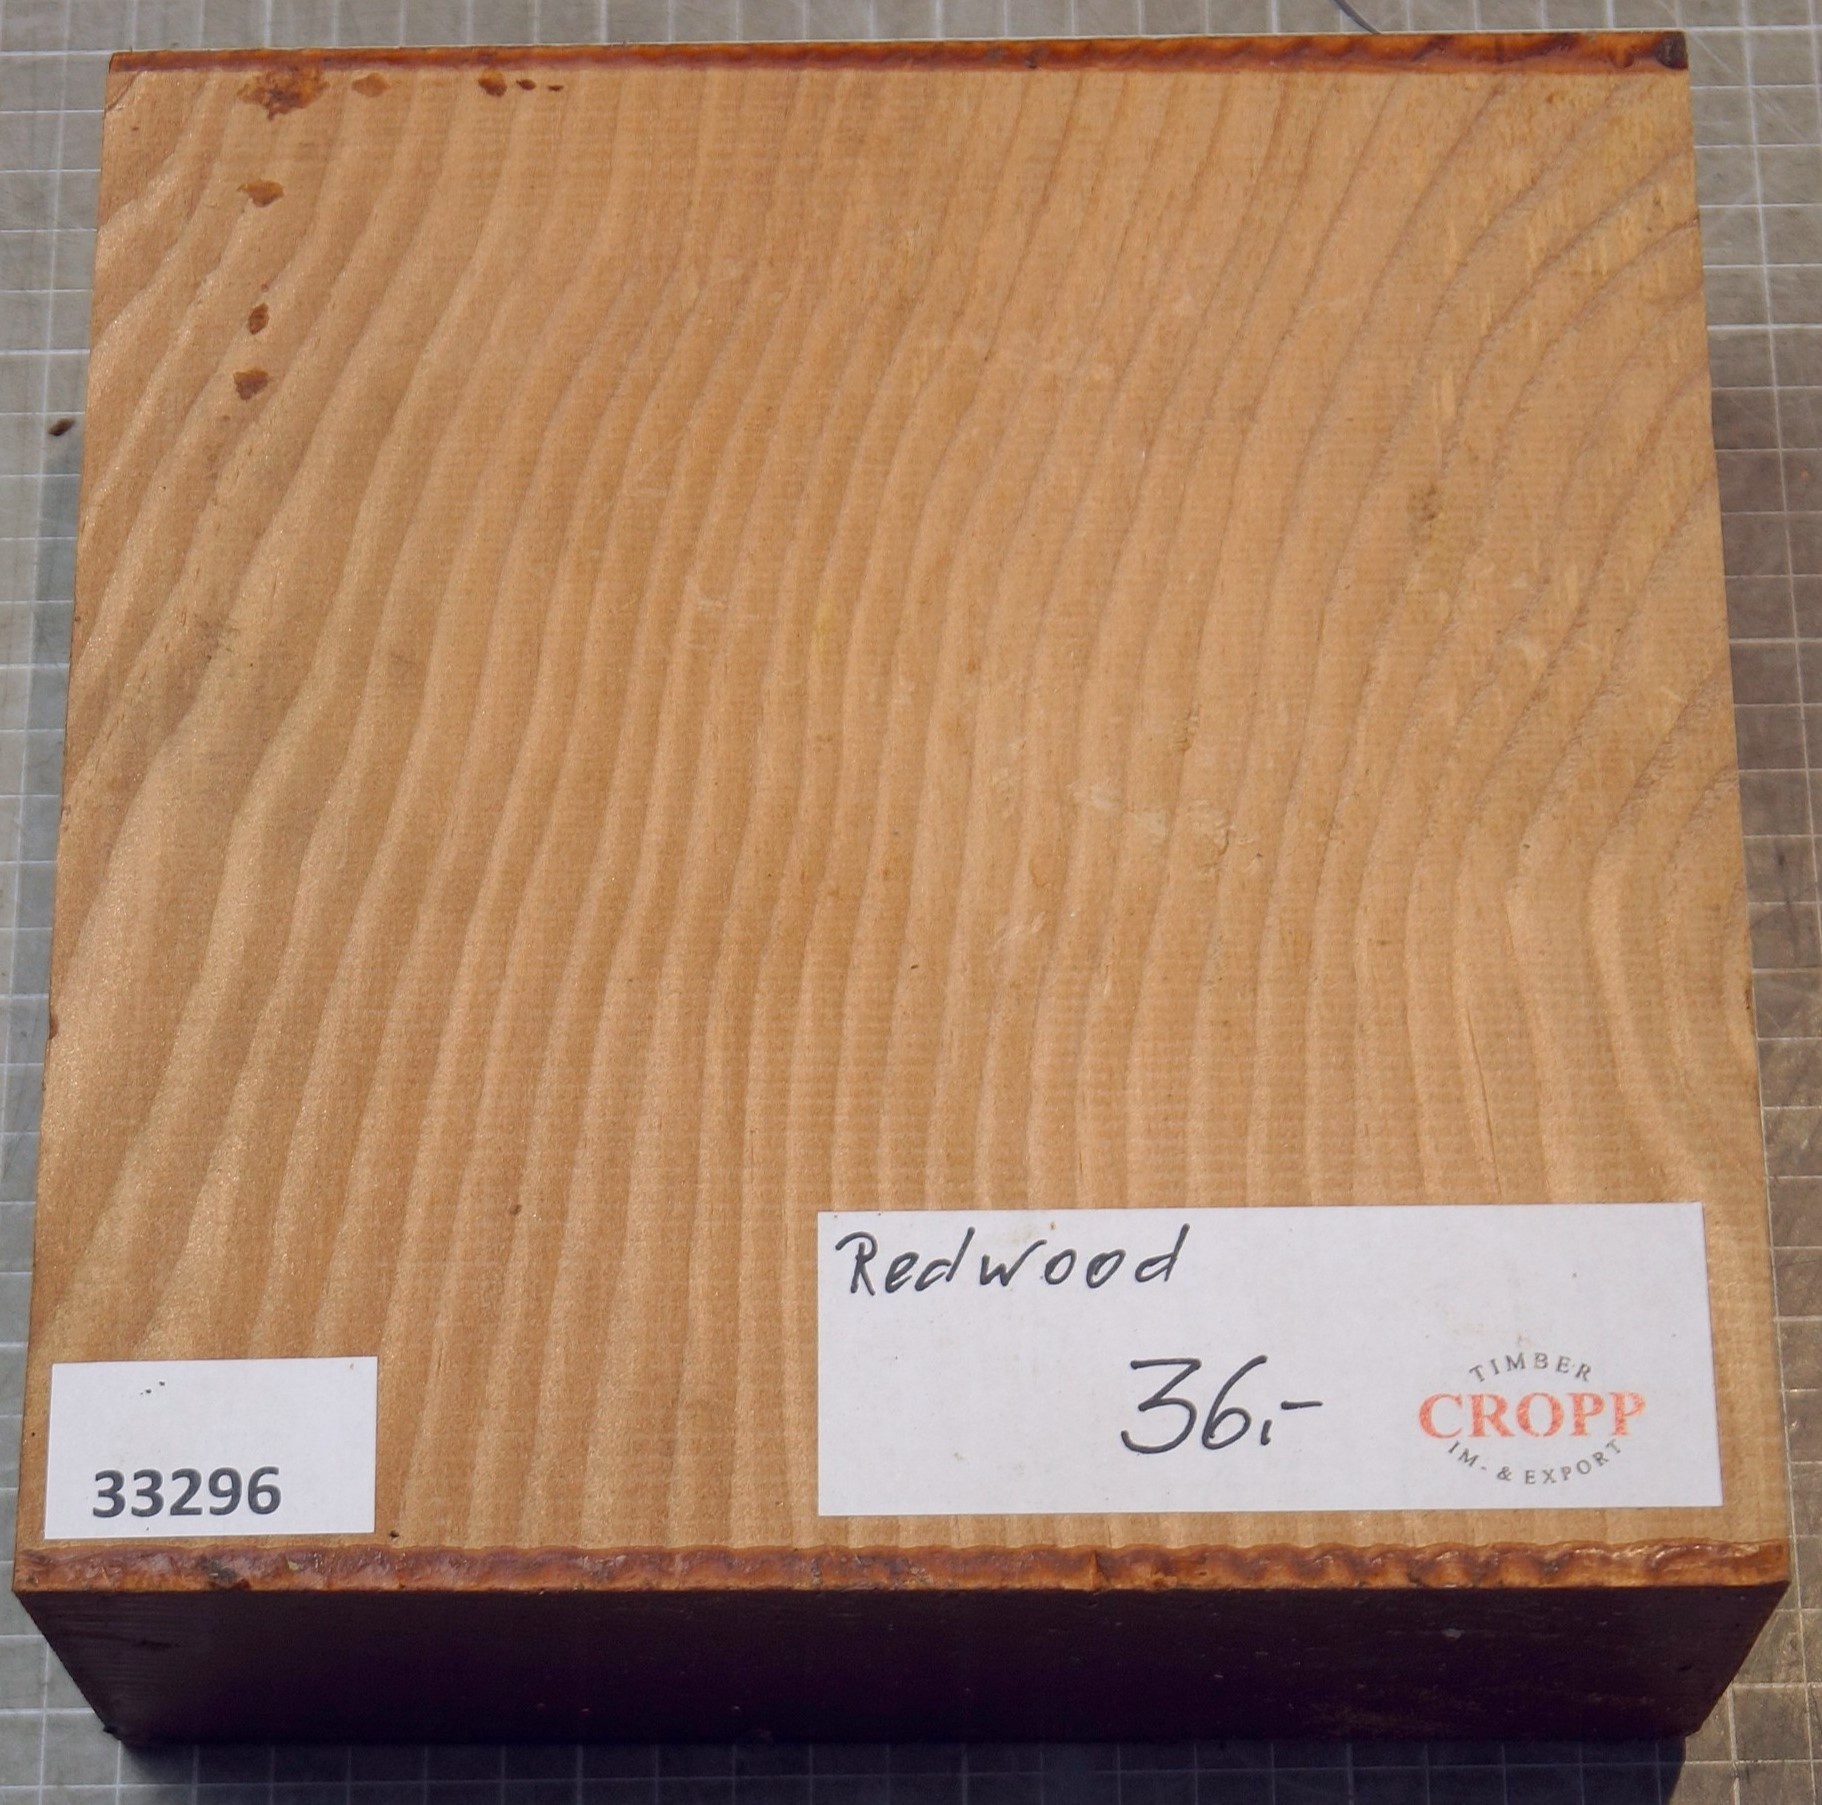 Redwood
36,-
TIMBER
CROPP
IM- & EXPORT
33296